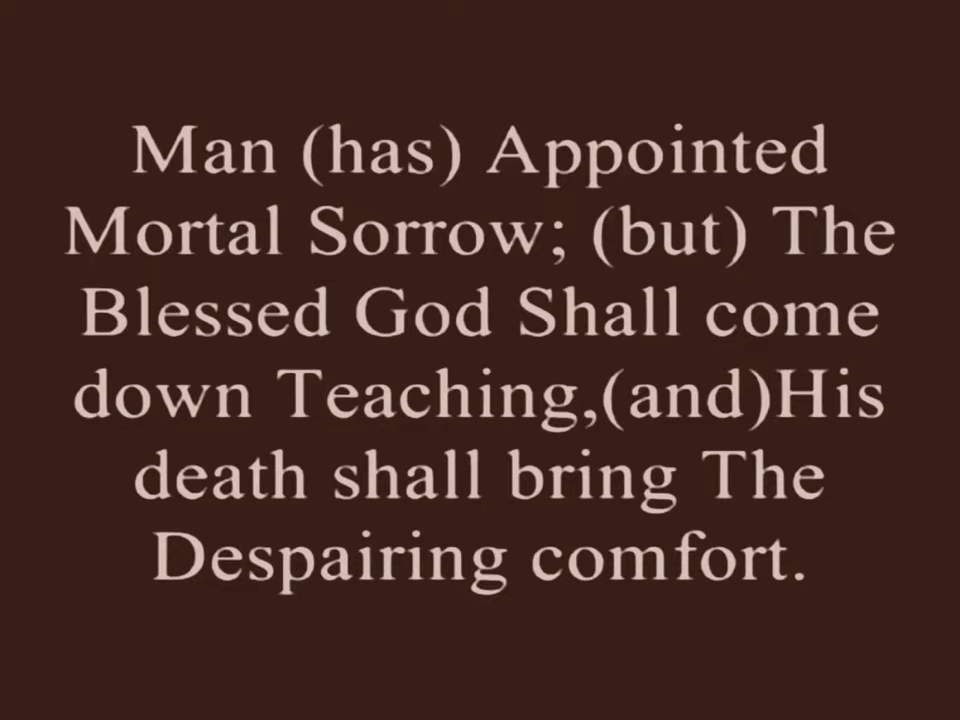 Man (has) Appointed
Mortal Sorrow; (but) The
Blessed God Shall come
down Teaching,(and)His
death shall bring The
Despairing comfort.